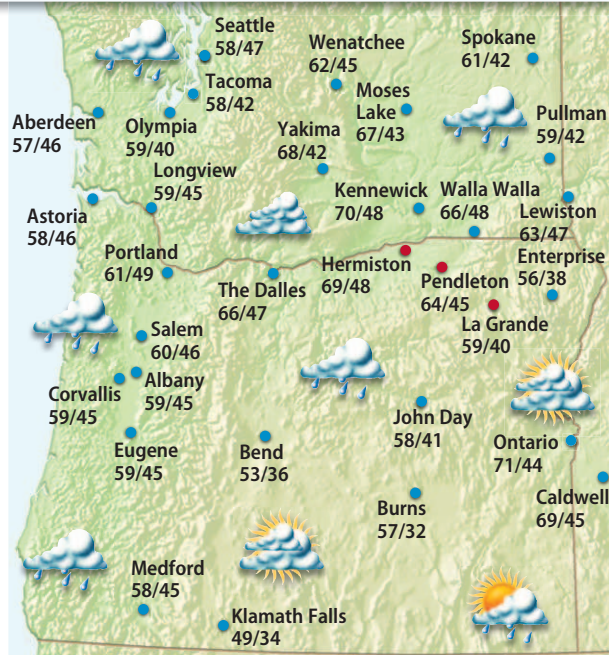 Seattle
58/47
Wenatchee
62/45
Spokane
61/42
Tacoma
58/42
Moses
Lake
67/43
Pullman
59/42
Aberdeen
57/46
Olympia
59/40
Yakima
68/42
Longview
59/45
Kennewick
70/48
Walla Walla
66/48
Lewiston
63/47
Astoria
58/46
Portland
61/49
The Dalles
66/47
Hermiston
69/48
Pendleton
64/45
Enterprise
56/38
La Grande
59/40
Salem
60/46
Corvallis
59/45
Albany
59/45
John Day
58/41
Eugene
59/45
Bend
53/36
Ontario
71/44
Burns
57/32
Caldwell
69/45
Medford
58/45
Klamath Falls
49/34